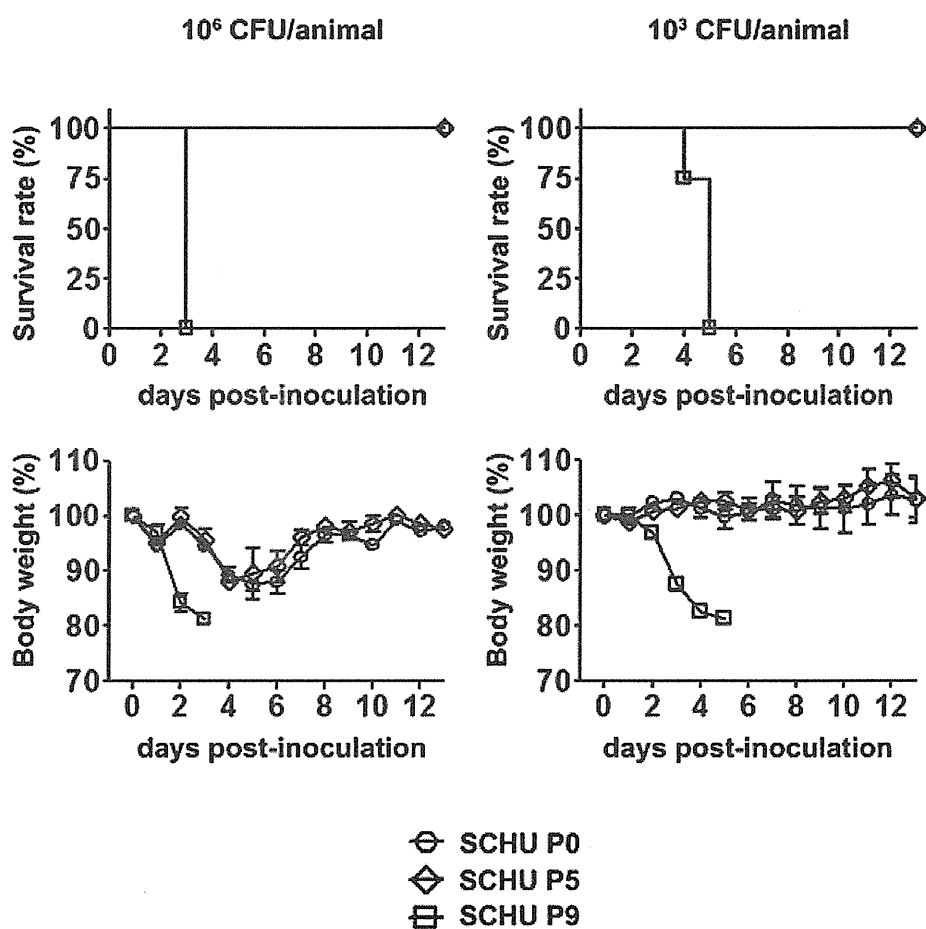 10⁶ CFU/animal
10³ CFU/animal
Survival rate (%)
100
75
50
25
0
0 2 4 6 8 10 12
days post-inoculation
Survival rate (%)
100
75
50
25
0
0 2 4 6 8 10 12
days post-inoculation
Body weight (%)
110
100
90
80
70
0 2 4 6 8 10 12
days post-inoculation
Body weight (%)
110
100
90
80
70
0 2 4 6 8 10 12
days post-inoculation
SCHU P0
SCHU P5
SCHU P9